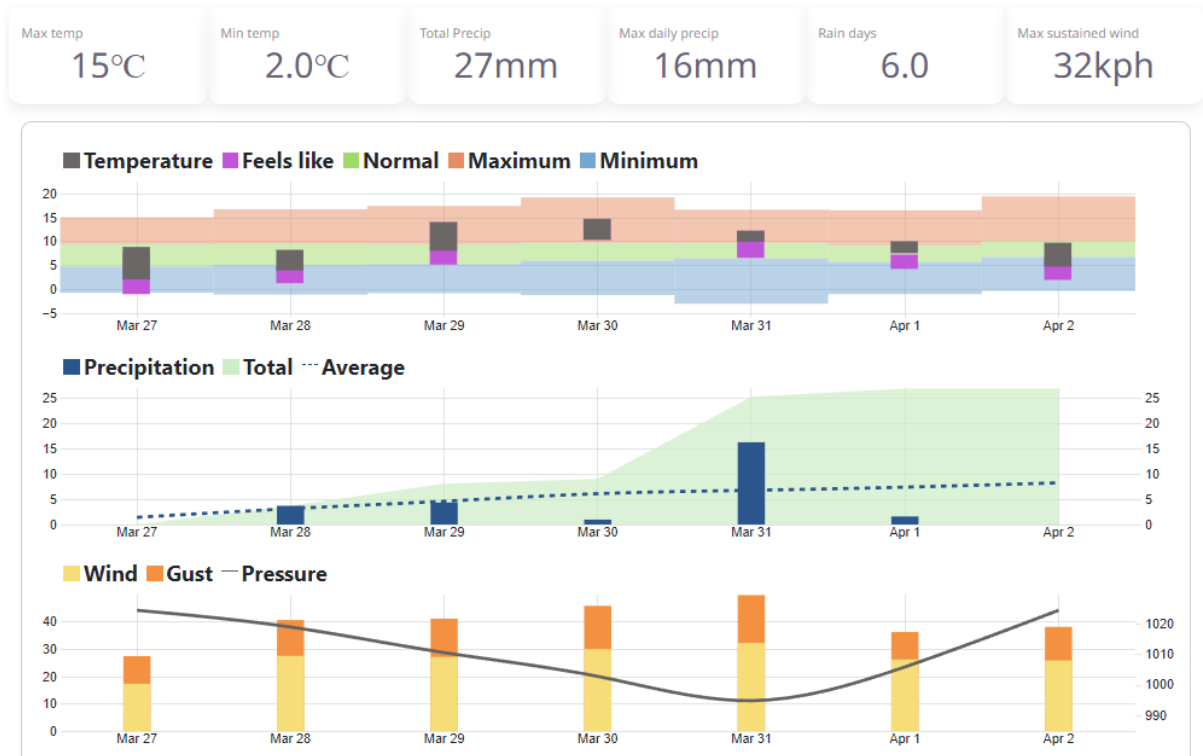 Max temp Min temp Total Precip Max daily precip Rain days Max sustained wind
15℃ 2.0℃ 27mm 16mm 6.0 32kph
Temperature Feels like Normal Maximum Minimum
20
15
10
5
0
−5
Mar 27 Mar 28 Mar 29 Mar 30 Mar 31 Apr 1 Apr 2
Precipitation Total Average
25 25
20 20
15 15
10 10
5 5
0 0
Mar 27 Mar 28 Mar 29 Mar 30 Mar 31 Apr 1 Apr 2
Wind Gust Pressure
40 1020
30 1010
20 1000
10 990
0
Mar 27 Mar 28 Mar 29 Mar 30 Mar 31 Apr 1 Apr 2